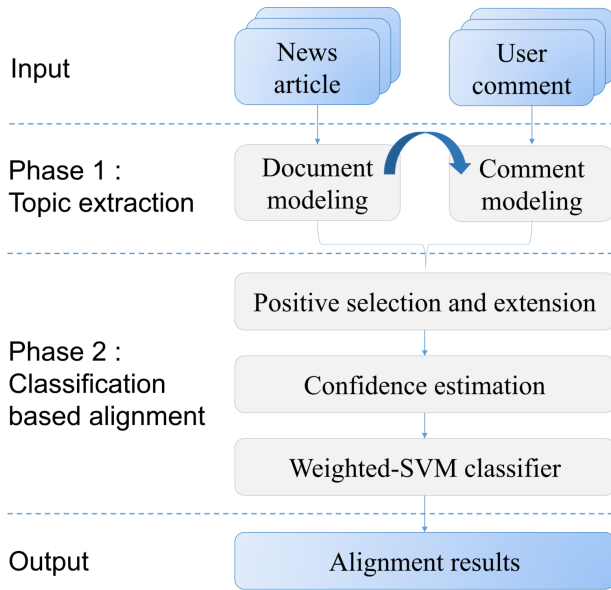 Input
News
article
User
comment
Phase 1 :
Topic extraction
Document
modeling
Comment
modeling
Phase 2 :
Classification
based alignment
Positive selection and extension
Confidence estimation
Weighted-SVM classifier
Output
Alignment results